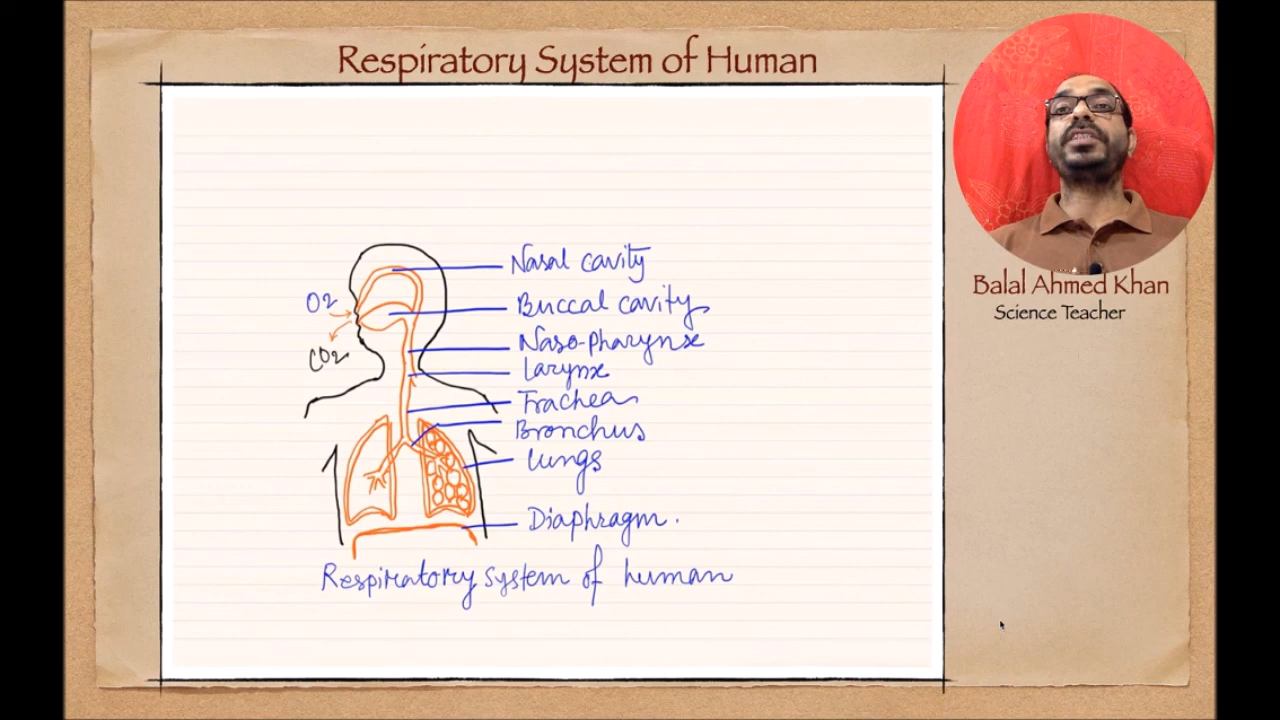 Respiratory System of Human
Nasal cavity
O2
Buccal cavity
Naso-pharynx
CO2
Larynx
Trachea
Bronchus
Lungs
Diaphragm.
Respiratory system of human
Balal Ahmed Khan
Science Teacher